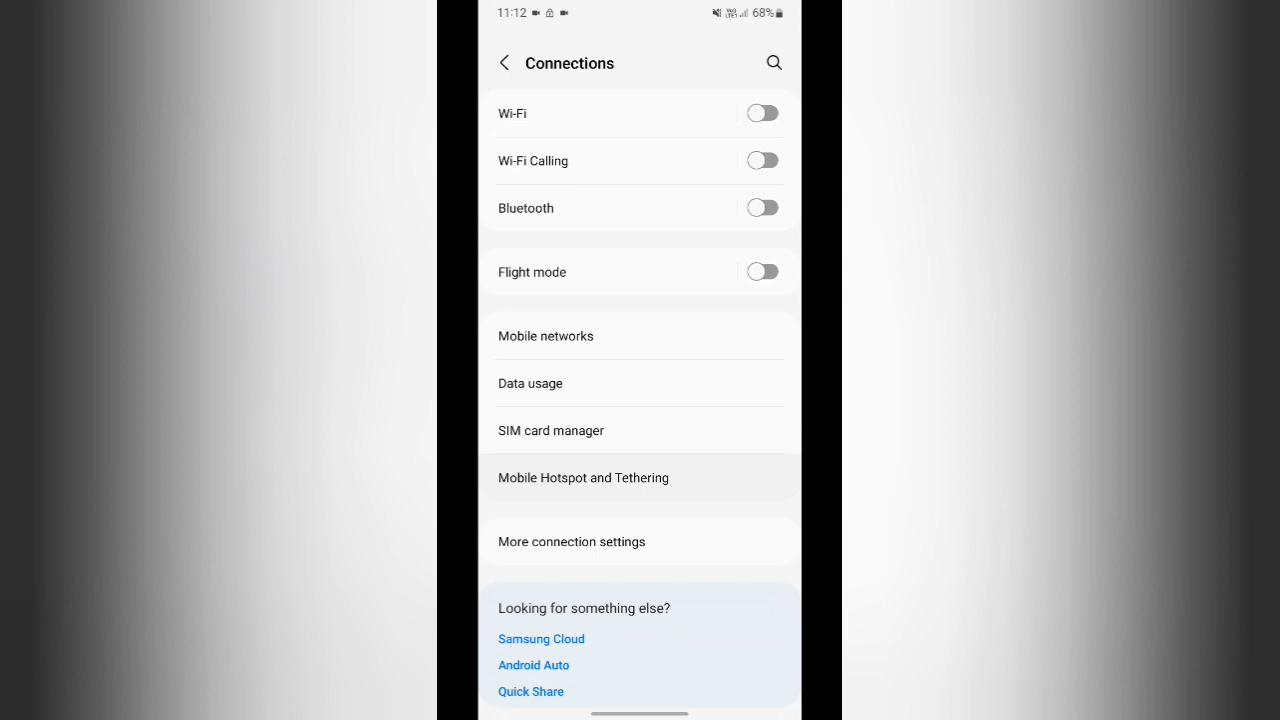 11:12 68%
Connections
Wi-Fi
Wi-Fi Calling
Bluetooth
Flight mode
Mobile networks
Data usage
SIM card manager
Mobile Hotspot and Tethering
More connection settings
Looking for something else?
Samsung Cloud
Android Auto
Quick Share